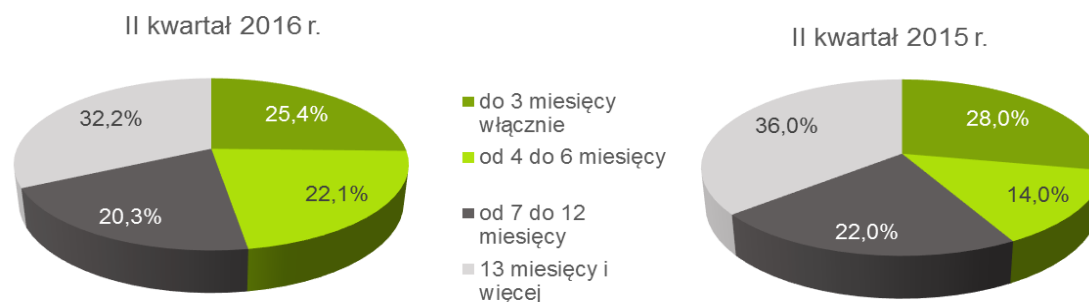 II kwartał 2016 r.
32,2%
25,4%
22,1%
20,3%
do 3 miesięcy
włącznie
od 4 do 6 miesięcy
od 7 do 12
miesięcy
13 miesięcy i
więcej
II kwartał 2015 r.
36,0%
28,0%
14,0%
22,0%